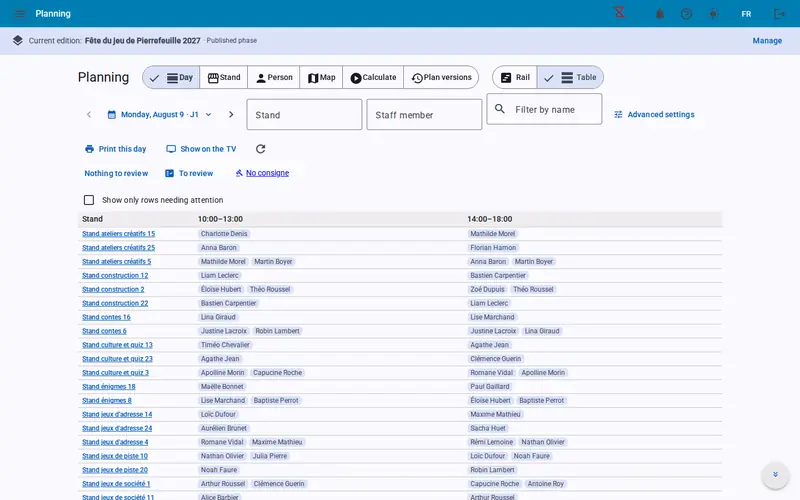 Planning
FR
Current edition: Fête du jeu de Pierrefeuille 2027 · Published phase
Manage
Planning
Day
Stand
Person
Map
Calculate
Plan versions
Rail
Table
Monday, August 9 · J1
Stand
Staff member
Filter by name
Advanced settings
Print this day
Show on the TV
Nothing to review
To review
No consigne
Show only rows needing attention
Stand 10:00–13:00 14:00–18:00
Stand ateliers créatifs 15 Charlotte Denis Mathilde Morel
Stand ateliers créatifs 25 Anna Baron Florian Hamon
Stand ateliers créatifs 5 Mathilde Morel Martin Boyer Anna Baron Martin Boyer
Stand construction 12 Liam Leclerc Bastien Carpentier
Stand construction 2 Éloïse Hubert Théo Roussel Zoé Dupuis Théo Roussel
Stand construction 22 Bastien Carpentier Liam Leclerc
Stand contes 16 Lina Giraud Lise Marchand
Stand contes 6 Justine Lacroix Robin Lambert Justine Lacroix Lina Giraud
Stand culture et quiz 13 Timéo Chevalier Agathe Jean
Stand culture et quiz 23 Agathe Jean Clémence Guerin
Stand culture et quiz 3 Apolline Morin Capucine Roche Romane Vidal Apolline Morin
Stand énigmes 18 Maëlle Bonnet Paul Gaillard
Stand énigmes 8 Lise Marchand Baptiste Perrot Éloïse Hubert Baptiste Perrot
Stand jeux d'adresse 14 Loïc Dufour Maxime Mathieu
Stand jeux d'adresse 24 Aurélien Brunet Sacha Huet
Stand jeux d'adresse 4 Romane Vidal Maxime Mathieu Rémi Lemoine Nathan Olivier
Stand jeux de piste 10 Nathan Olivier Julia Pierre Loïc Dufour Noah Faure
Stand jeux de piste 20 Noah Faure Robin Lambert
Stand jeux de société 1 Arthur Roussel Clémence Guerin Capucine Roche Antoine Roy
Stand jeux de société 11 Alice Barbier Arthur Roussel